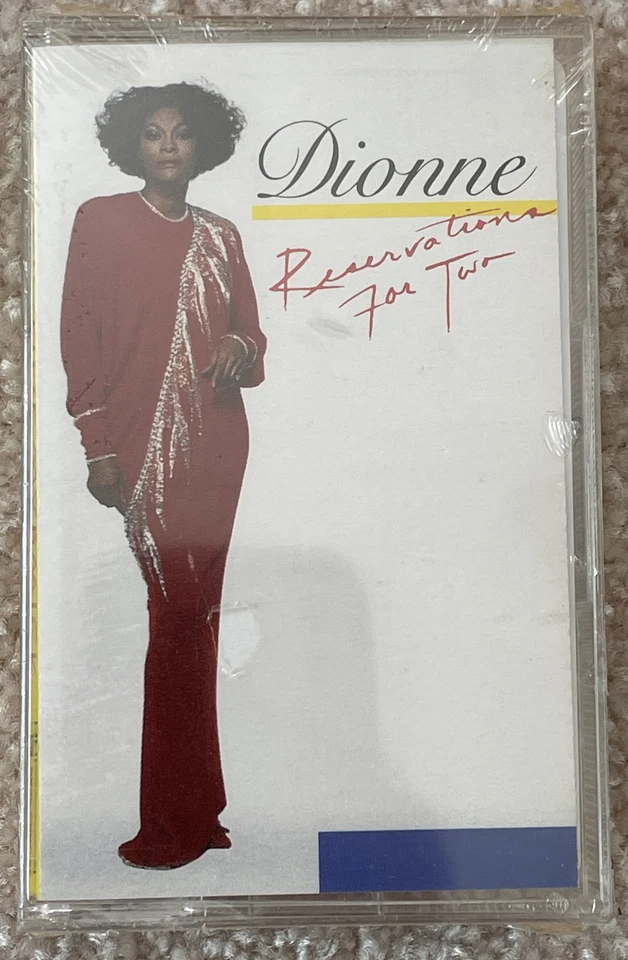 Dionne
Reservations
For Two